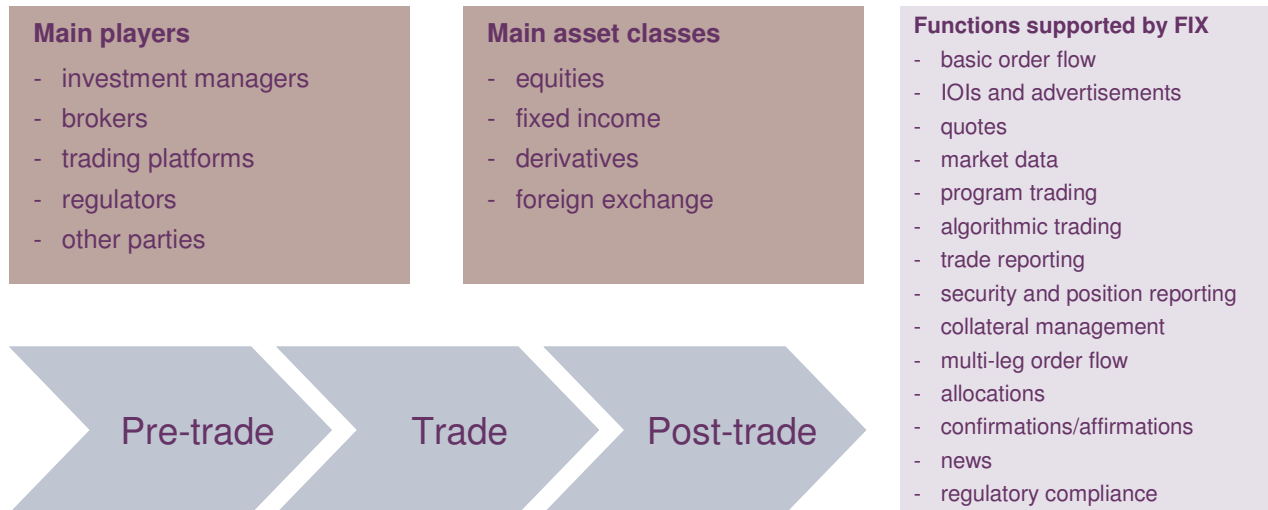 Main players
- investment managers
- brokers
- trading platforms
- regulators
- other parties
Main asset classes
- equities
- fixed income
- derivatives
- foreign exchange
Functions supported by FIX
- basic order flow
- IOIs and advertisements
- quotes
- market data
- program trading
- algorithmic trading
- trade reporting
- security and position reporting
- collateral management
- multi-leg order flow
- allocations
- confirmations/affirmations
- news
- regulatory compliance
Pre-trade
Trade
Post-trade